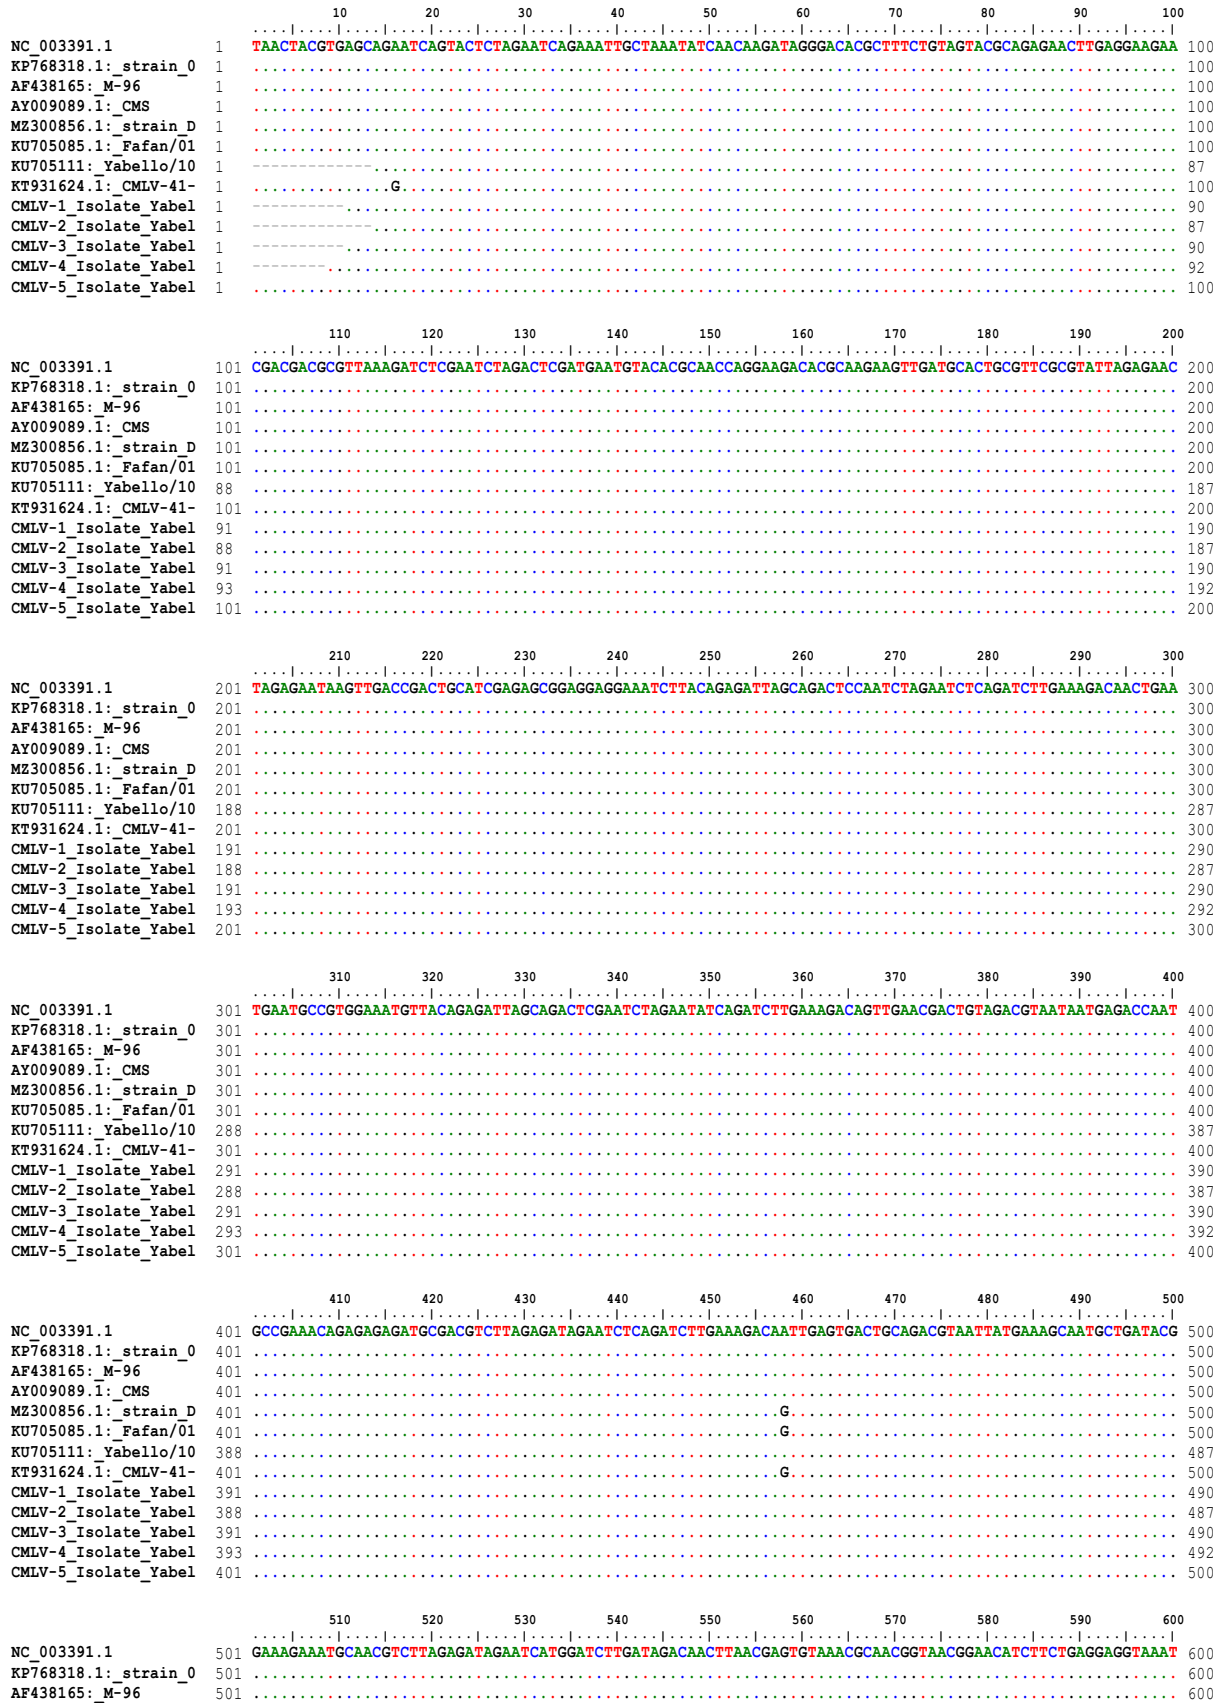 10 20 30 40 50 60 70 80 90 100
NC_003391.1 1 TAACTACGTGAGCAGAATCAGTACTCTAGAATCAGAAATTGCTAAATATCAACAAGATAGGGACACGCTTTCTGTAGTACGCAGAGAACTTGAGGAAGAA 100
KP768318.1:_strain_0 1 100
AF438165:_M-96 1 100
AY009089.1:_CMS 1 100
MZ300856.1:_strain_D 1 100
KU705085.1:_Fafan/01 1 100
KU705111:_Yabello/10 1 ------------- 87
KT931624.1:_CMLV-41- 1 G 100
CMLV-1_Isolate_Yabel 1 ---------- 90
CMLV-2_Isolate_Yabel 1 ------------- 87
CMLV-3_Isolate_Yabel 1 ---------- 90
CMLV-4_Isolate_Yabel 1 -------- 92
CMLV-5_Isolate_Yabel 1 100
110 120 130 140 150 160 170 180 190 200
NC_003391.1 101 CGACGACGCGTTAAAGATCTCGAATCTAGACTCGATGAATGTACACGCAACCAGGAAGACACGCAAGAAGTTGATGCACTGCGTTCGCGTATTAGAGAAC 200
KP768318.1:_strain_0 101 200
AF438165:_M-96 101 200
AY009089.1:_CMS 101 200
MZ300856.1:_strain_D 101 200
KU705085.1:_Fafan/01 101 200
KU705111:_Yabello/10 88 187
KT931624.1:_CMLV-41- 101 200
CMLV-1_Isolate_Yabel 91 190
CMLV-2_Isolate_Yabel 88 187
CMLV-3_Isolate_Yabel 91 190
CMLV-4_Isolate_Yabel 93 192
CMLV-5_Isolate_Yabel 101 200
210 220 230 240 250 260 270 280 290 300
NC_003391.1 201 TAGAGAATAAGTTGACCGACTGCATCGAGAGCGGAGGAGGAAATCTTACAGAGATTAGCAGACTCCAATCTAGAATCTCAGATCTTGAAAGACAACTGAA 300
KP768318.1:_strain_0 201 300
AF438165:_M-96 201 300
AY009089.1:_CMS 201 300
MZ300856.1:_strain_D 201 300
KU705085.1:_Fafan/01 201 300
KU705111:_Yabello/10 188 287
KT931624.1:_CMLV-41- 201 300
CMLV-1_Isolate_Yabel 191 290
CMLV-2_Isolate_Yabel 188 287
CMLV-3_Isolate_Yabel 191 290
CMLV-4_Isolate_Yabel 193 292
CMLV-5_Isolate_Yabel 201 300
310 320 330 340 350 360 370 380 390 400
NC_003391.1 301 TGAATGCCGTGGAAATGTTACAGAGATTAGCAGACTCGAATCTAGAATATCAGATCTTGAAAGACAGTTGAACGACTGTAGACGTAATAATGAGACCAAT 400
KP768318.1:_strain_0 301 400
AF438165:_M-96 301 400
AY009089.1:_CMS 301 400
MZ300856.1:_strain_D 301 400
KU705085.1:_Fafan/01 301 400
KU705111:_Yabello/10 288 387
KT931624.1:_CMLV-41- 301 400
CMLV-1_Isolate_Yabel 291 390
CMLV-2_Isolate_Yabel 288 387
CMLV-3_Isolate_Yabel 291 390
CMLV-4_Isolate_Yabel 293 392
CMLV-5_Isolate_Yabel 301 400
410 420 430 440 450 460 470 480 490 500
NC_003391.1 401 GCCGAAACAGAGAGAGATGCGACGTCTTAGAGATAGAATCTCAGATCTTGAAAGACAATTGAGTGACTGCAGACGTAATTATGAAAGCAATGCTGATACG 500
KP768318.1:_strain_0 401 500
AF438165:_M-96 401 500
AY009089.1:_CMS 401 500
MZ300856.1:_strain_D 401 G 500
KU705085.1:_Fafan/01 401 G 500
KU705111:_Yabello/10 388 487
KT931624.1:_CMLV-41- 401 G 500
CMLV-1_Isolate_Yabel 391 490
CMLV-2_Isolate_Yabel 388 487
CMLV-3_Isolate_Yabel 391 490
CMLV-4_Isolate_Yabel 393 492
CMLV-5_Isolate_Yabel 401 500
510 520 530 540 550 560 570 580 590 600
NC_003391.1 501 GAAAGAAATGCAACGTCTTAGAGATAGAATCATGGATCTTGATAGACAACTTAACGAGTGTAAACGCAACGGTAACGGAACATCTTCTGAGGAGGTAAAT 600
KP768318.1:_strain_0 501 600
AF438165:_M-96 501 600